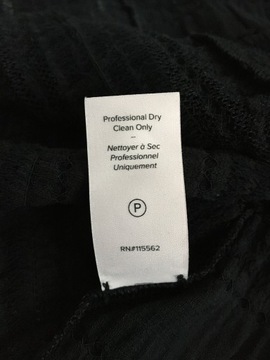 Professional Dry
Clean Only
–
Nettoyer à Sec
Professionnel
Uniquement
P
RN#115562